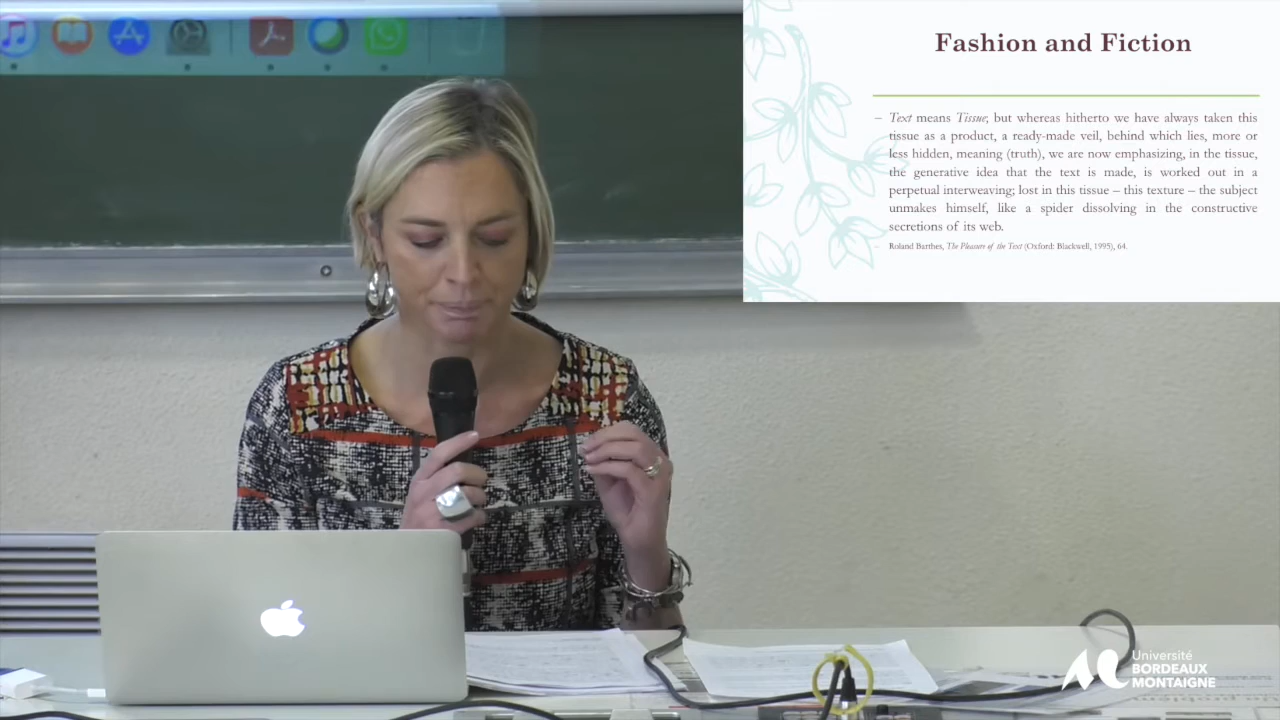 Fashion and Fiction
– Text means Tissue; but whereas hitherto we have always taken this
tissue as a product, a ready-made veil, behind which lies, more or
less hidden, meaning (truth), we are now emphasizing, in the tissue,
the generative idea that the text is made, is worked out in a
perpetual interweaving; lost in this tissue – this texture – the subject
unmakes himself, like a spider dissolving in the constructive
secretions of its web.
– Roland Barthes, The Pleasure of the Text (Oxford: Blackwell, 1995), 64.
Université
BORDEAUX
MONTAIGNE